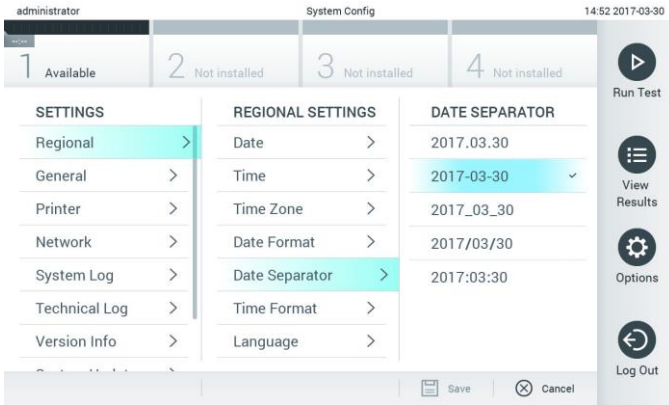 administrator System Config 14:52 2017-03-30
1 Available 2 Not installed 3 Not installed 4 Not installed
Run Test
SETTINGS
Regional
General
Printer
Network
System Log
Technical Log
Version Info
REGIONAL SETTINGS
Date
Time
Time Zone
Date Format
Date Separator
Time Format
Language
DATE SEPARATOR
2017.03.30
2017-03-30
2017_03_30
2017/03/30
2017:03:30
View
Results
Options
Log Out
Save Cancel